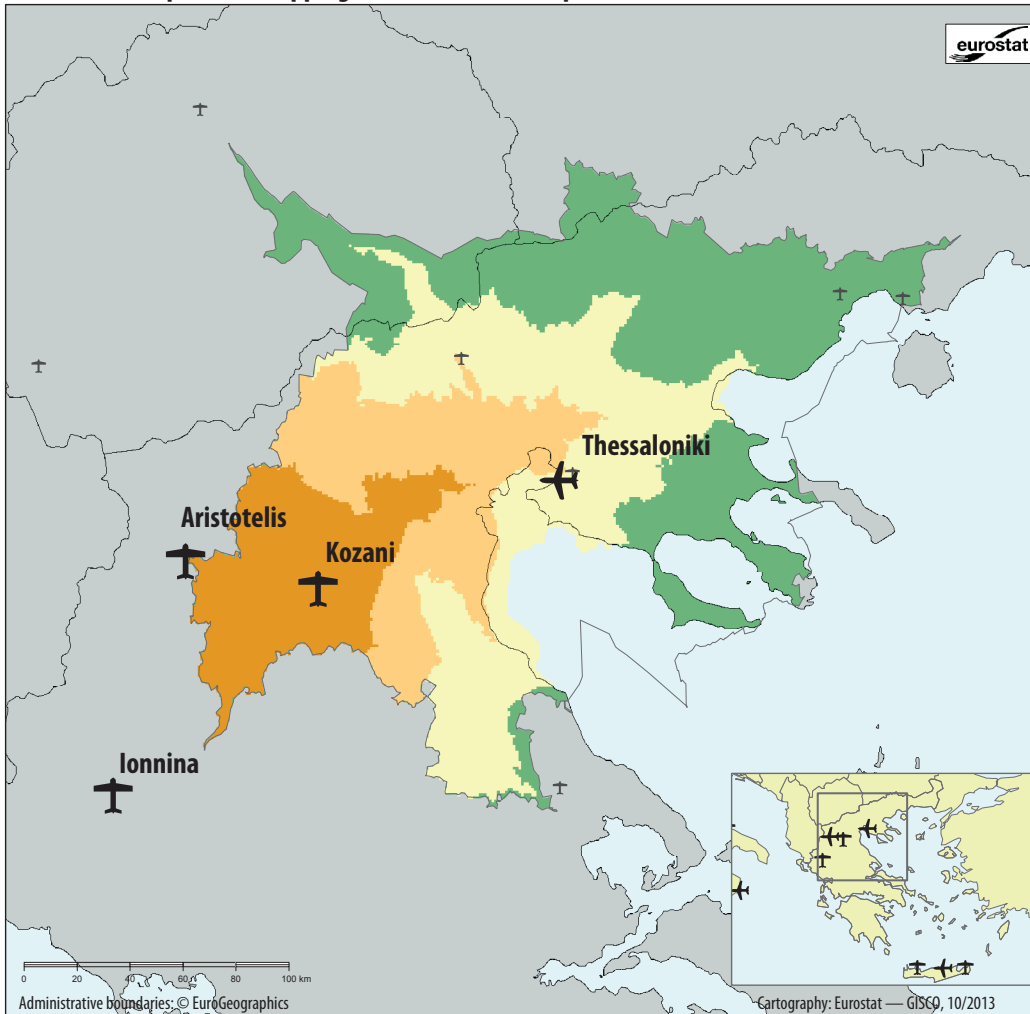 eurostat
Thessaloniki
Aristotelis
Kozani
Ionnina
0 20 40 60 80 100 km
Administrative boundaries: © EuroGeographics
Cartography: Eurostat — GISCO, 10/2013